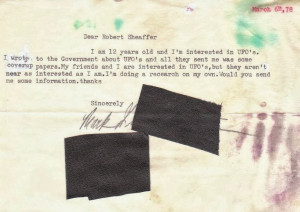 March 6?,78
Dear Robert Sheaffer
I am 12 years old and I'm interested in UFO's.
I wrote to the Government about UFO's and all they sent me was some
coverup papers.My friends and I are interested in UFO's,but they aren't
near as interested as I am.I'm doing a research on my own.Would you send
me some information.thanks
Sincerely